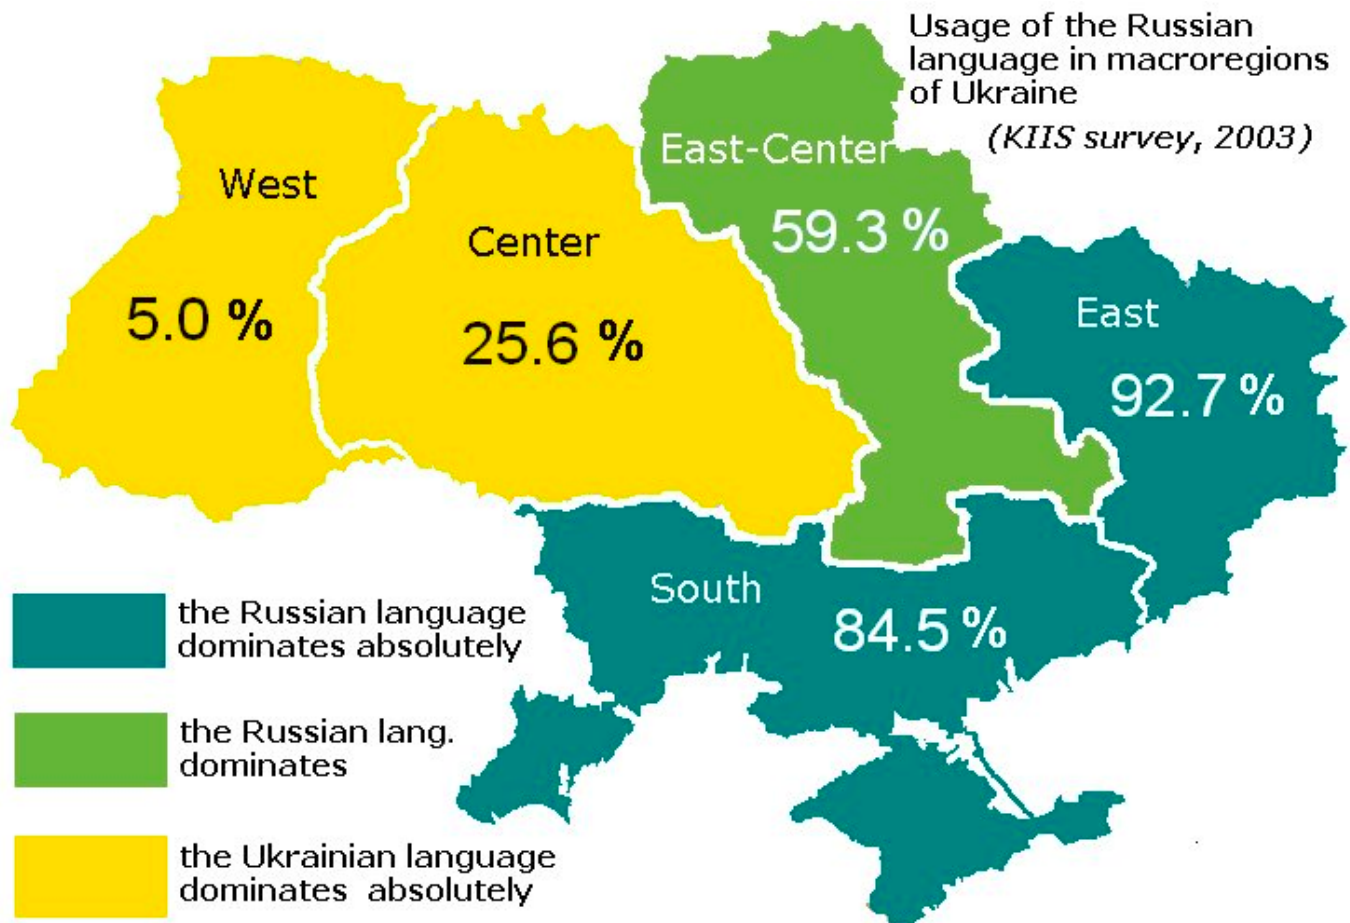 Usage of the Russian
language in macroregions
of Ukraine
(KIIS survey, 2003)
East-Center
59.3 %
West
5.0 %
Center
25.6 %
East
92.7 %
South
84.5 %
the Russian language
dominates absolutely
the Russian lang.
dominates
the Ukrainian language
dominates absolutely